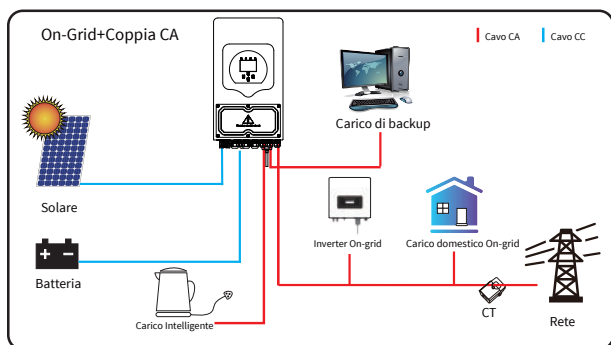 On-Grid+Coppia CA
Cavo CA
Cavo CC
Carico di backup
Solare
Inverter On-grid
Carico domestico On-grid
Batteria
CT
Carico Intelligente
Rete